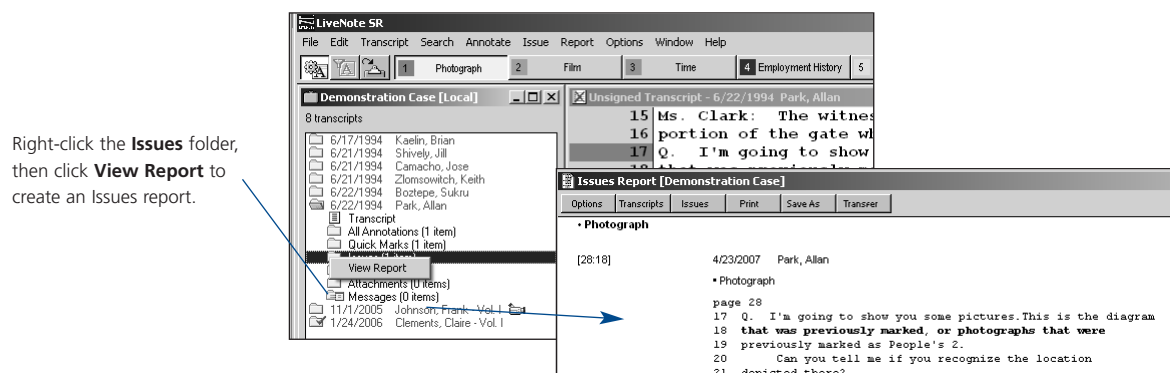 Right-click the Issues folder,
then click View Report to
create an Issues report.
LiveNote SR
File Edit Transcript Search Annotate Issue Report Options Window Help
1 Photograph 2 Film 3 Time 4 Employment History 5
Demonstration Case [Local]
8 transcripts
6/17/1994 Kaelin, Brian
6/21/1994 Shively, Jill
6/21/1994 Camacho, Jose
6/21/1994 Zlomsowitch, Keith
6/22/1994 Boztepe, Sukru
6/22/1994 Park, Allan
Transcript
All Annotations (1 item)
Quick Marks (1 item)
Issues (1 item)
View Report
Attachments (0 items)
Messages (0 items)
11/1/2005 Johnson, Frank - Vol. I
1/24/2006 Clements, Claire - Vol. I
Unsigned Transcript - 6/22/1994 Park, Allan
15 Ms. Clark: The witnes
16 portion of the gate wh
17 Q. I'm going to show
18
Issues Report [Demonstration Case]
Options Transcripts Issues Print Save As Transfer
• Photograph
[28:18] 4/23/2007 Park, Allan
▪ Photograph
page 28
17 Q. I'm going to show you some pictures.This is the diagram
18 that was previously marked, or photographs that were
19 previously marked as People's 2.
20 Can you tell me if you recognize the location
21 depicted there?